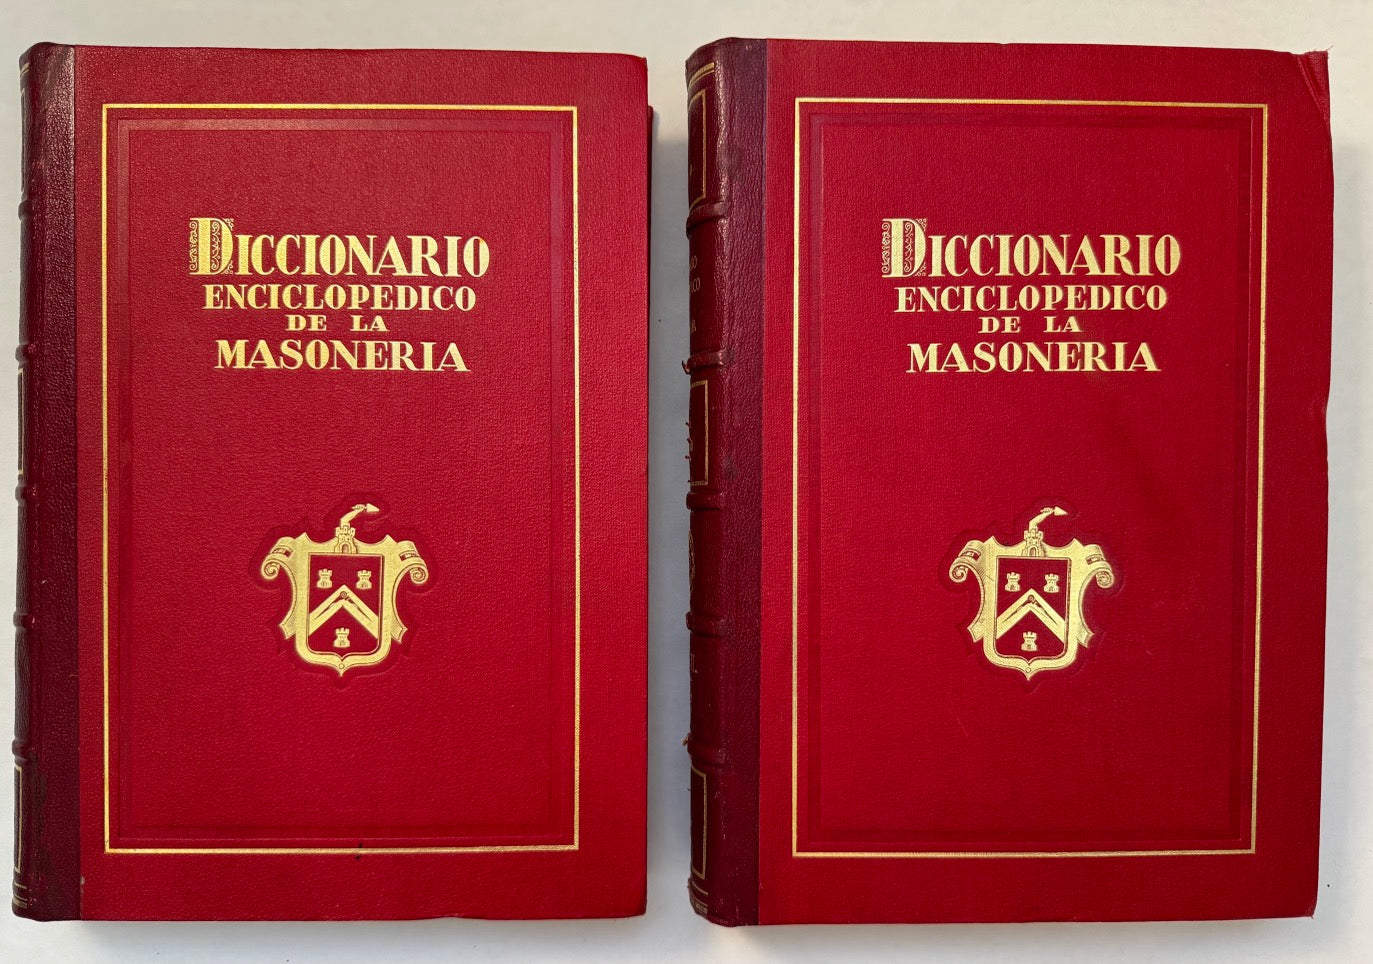 DICCIONARIO
ENCICLOPEDICO
DE LA
MASONERIA
DICCIONARIO
ENCICLOPEDICO
DE LA
MASONERIA